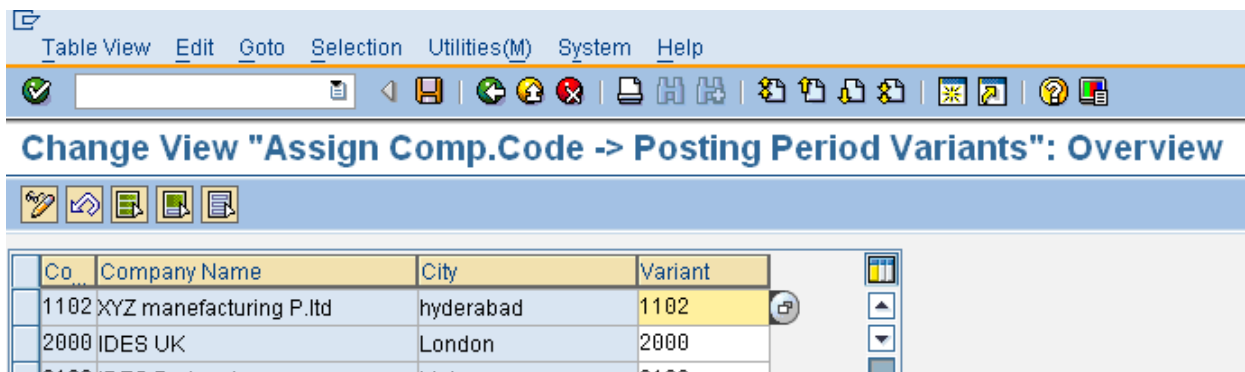 Table View Edit Goto Selection Utilities(M) System Help
Change View "Assign Comp.Code -> Posting Period Variants": Overview
Co... Company Name City Variant
1102 XYZ manefacturing P.ltd hyderabad 1102
2000 IDES UK London 2000